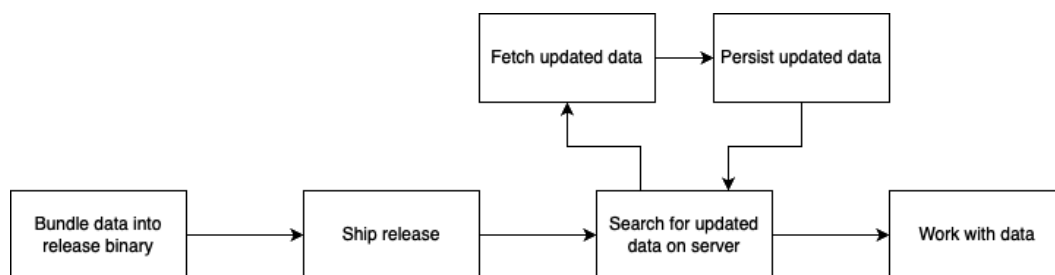 Fetch updated data
Persist updated data
Bundle data into
release binary
Ship release
Search for updated
data on server
Work with data